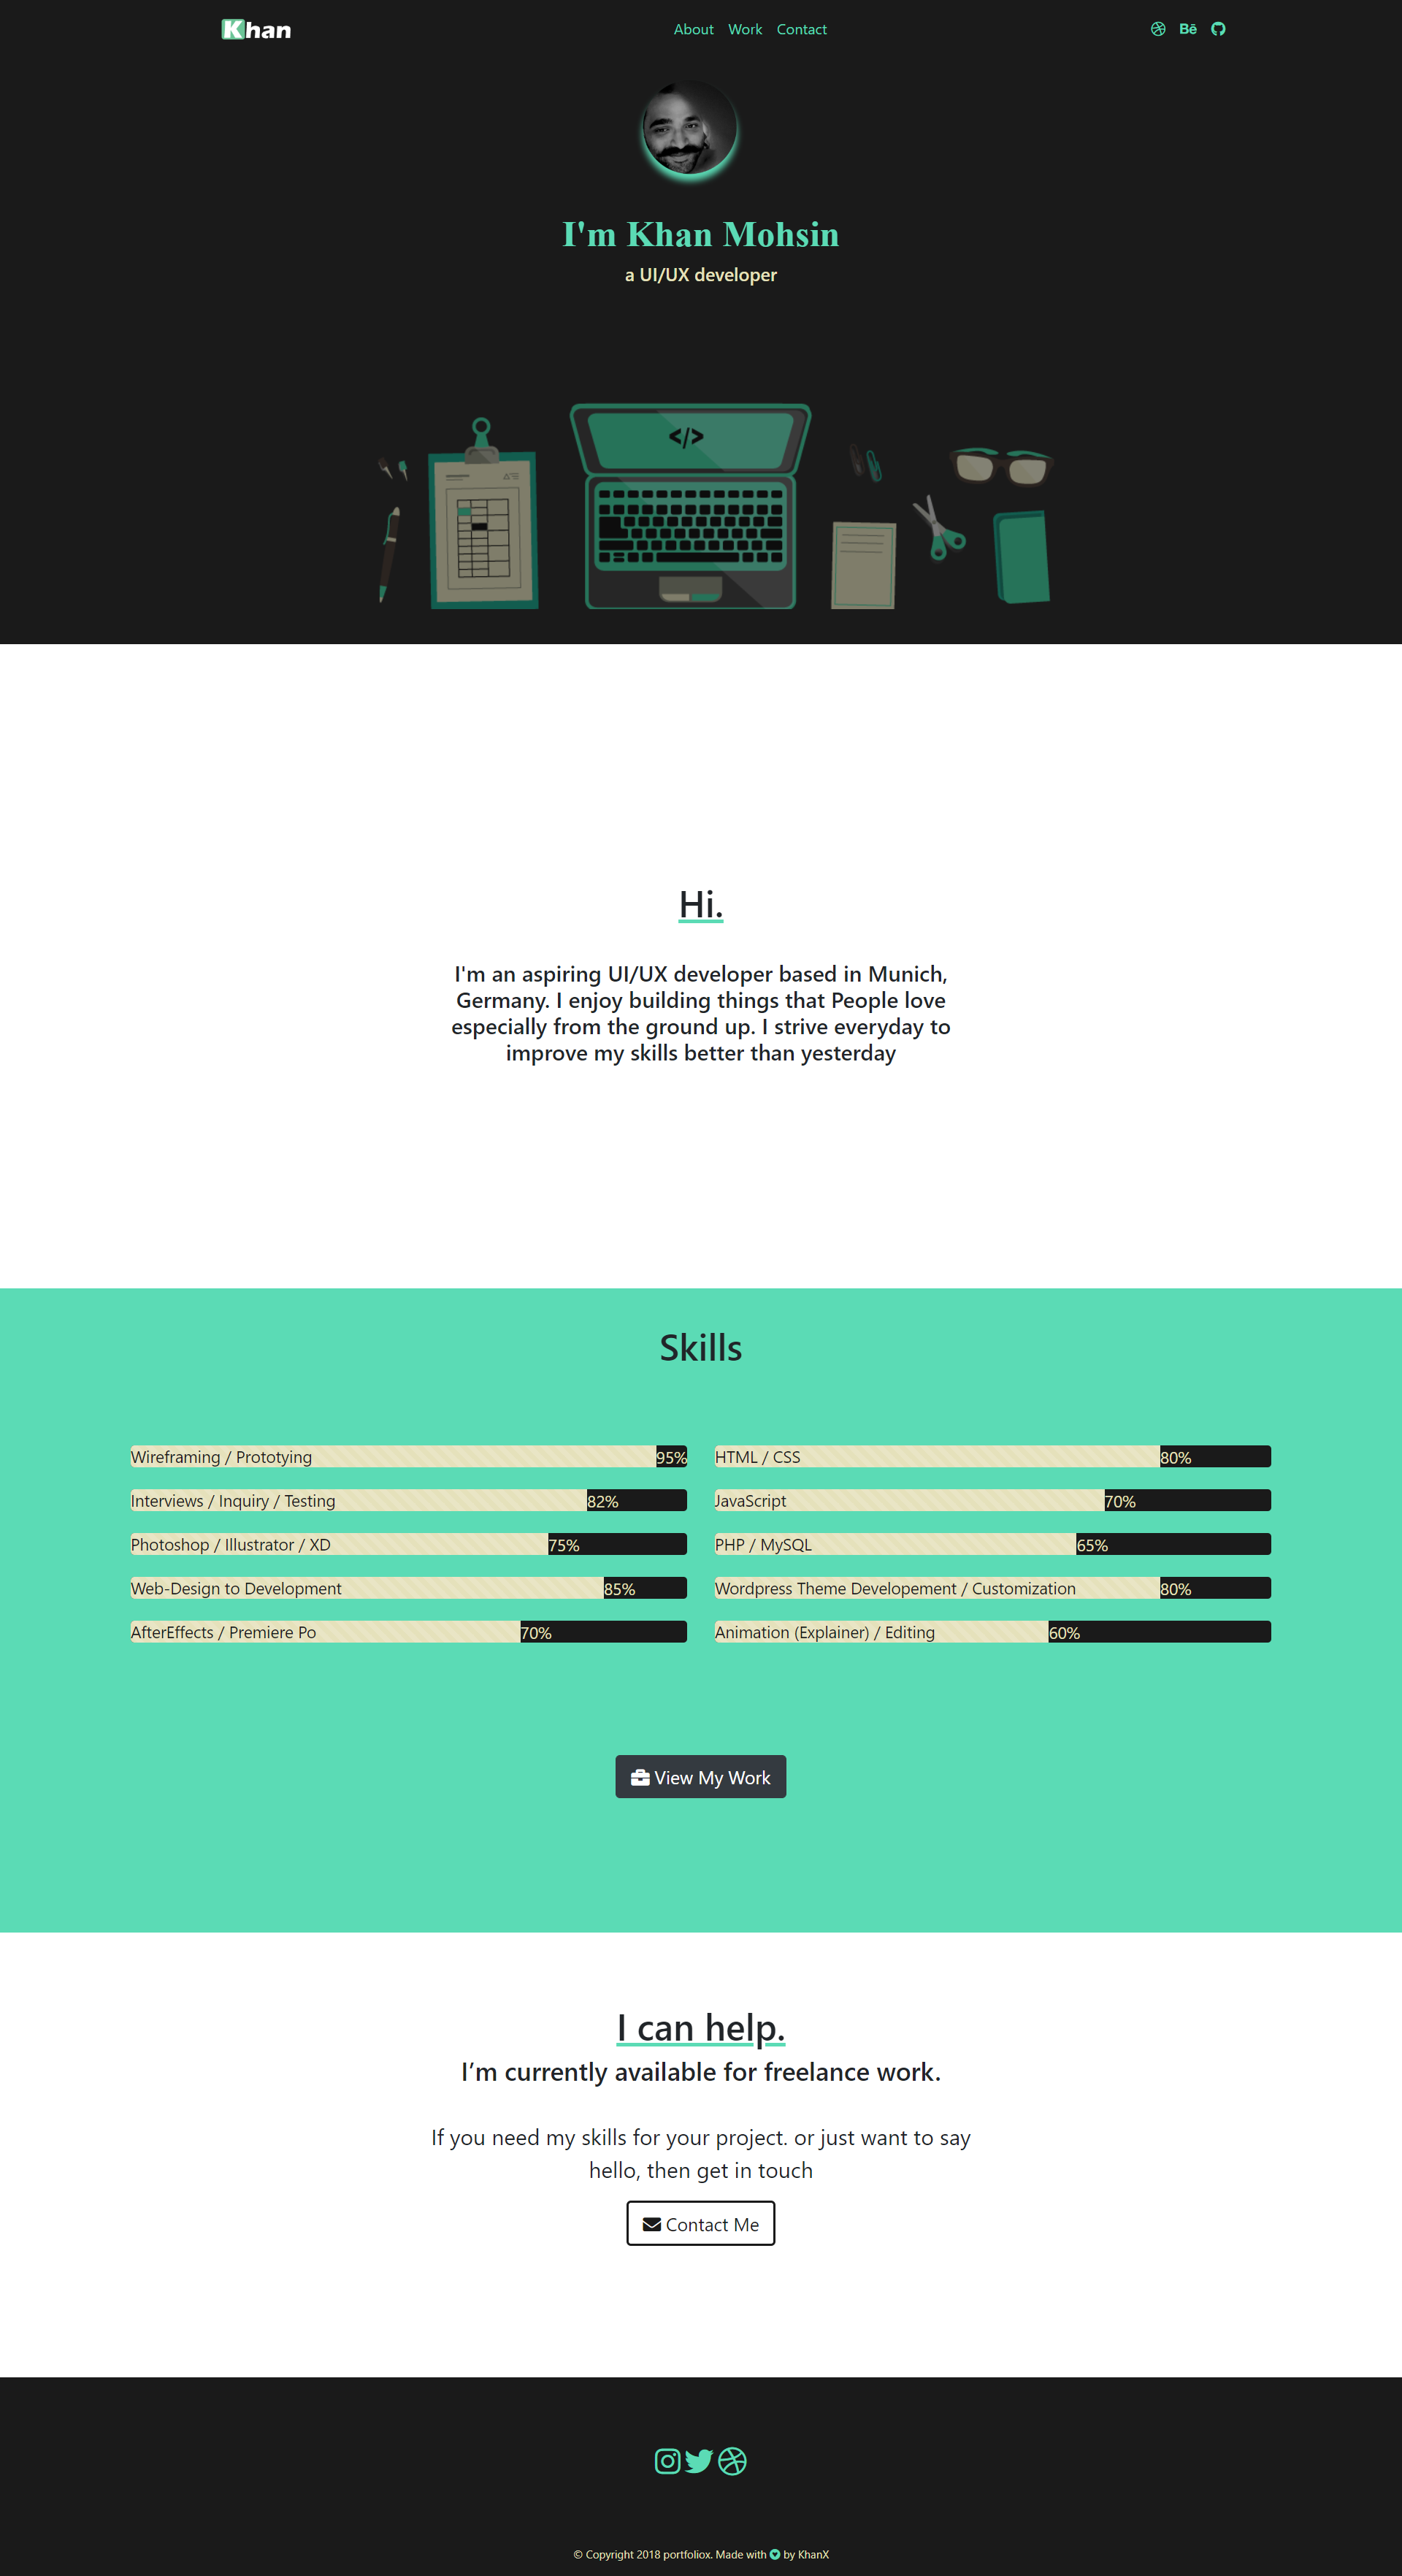 Khan
About Work Contact
Bē
I'm Khan Mohsin
a UI/UX developer
</>
Hi.
I'm an aspiring UI/UX developer based in Munich,
Germany. I enjoy building things that People love
especially from the ground up. I strive everyday to
improve my skills better than yesterday
Skills
Wireframing / Prototying 95%
Interviews / Inquiry / Testing 82%
Photoshop / Illustrator / XD 75%
Web-Design to Development 85%
AfterEffects / Premiere Po 70%
HTML / CSS 80%
JavaScript 70%
PHP / MySQL 65%
Wordpress Theme Developement / Customization 80%
Animation (Explainer) / Editing 60%
View My Work
I can help.
I’m currently available for freelance work.
If you need my skills for your project. or just want to say
hello, then get in touch
Contact Me
© Copyright 2018 portfoliox. Made with by KhanX